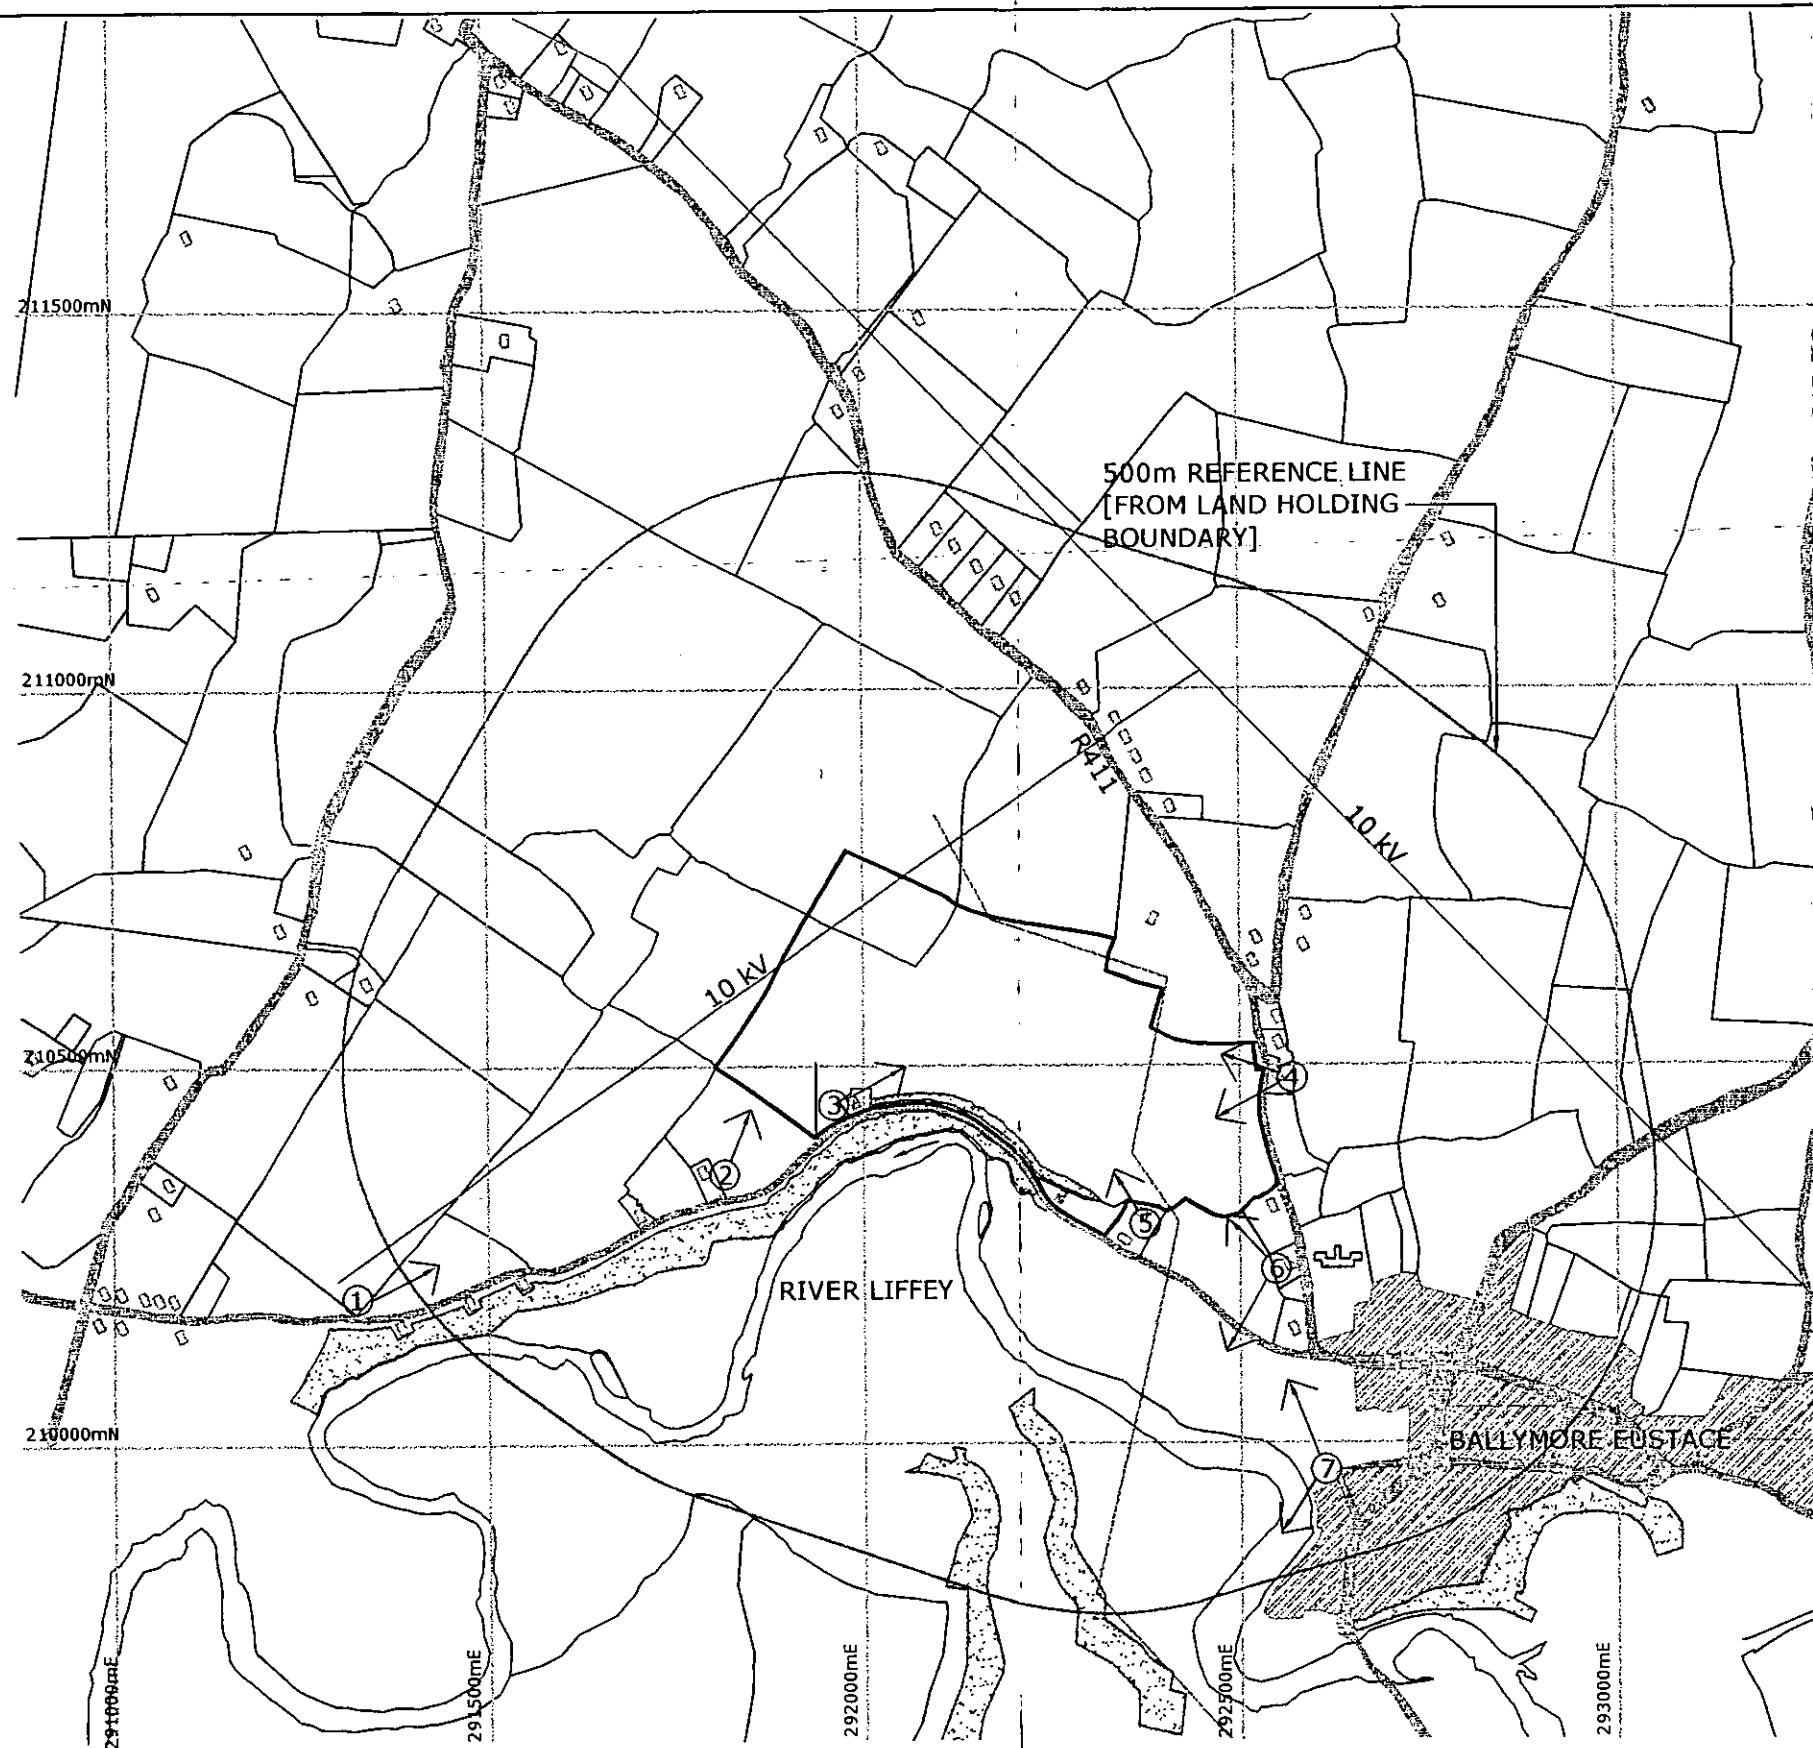 211500mN
500m REFERENCE LINE
[FROM LAND HOLDING
BOUNDARY]
211000mN
R411
10 kV
10 kV
210500mN
4
3
A
2
5
6
RIVER LIFFEY
1
210000mN
BALLYMORE EUSTACE
7
291000mE
291500mE
292000mE
292500mE
293000mE